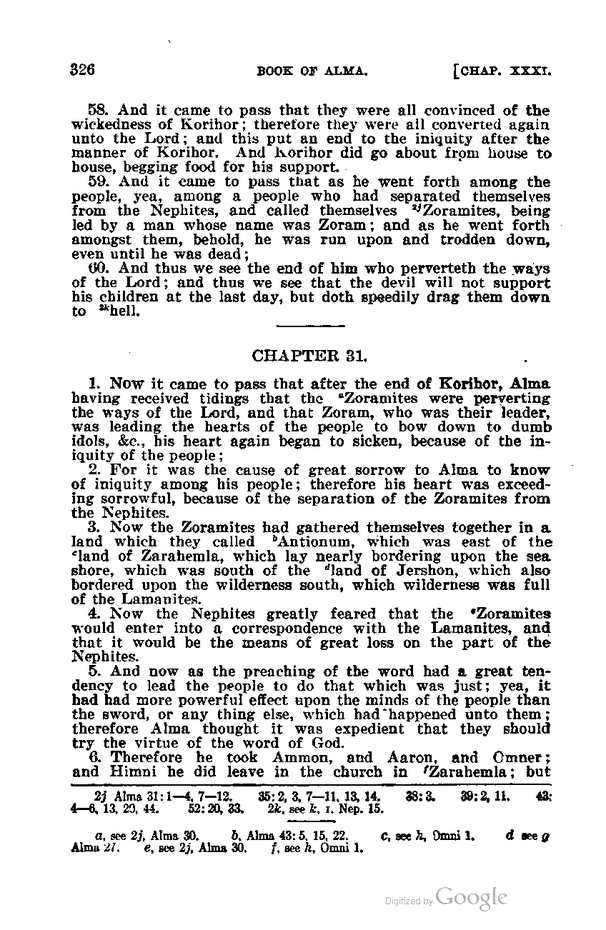 326 BOOK OF ALMA. [CHAP. XXXI.
58. And it came to pass that they were all convinced of the
wickedness of Korihor; therefore they were all converted again
unto the Lord; and this put an end to the iniquity after the
manner of Korihor. And Korihor did go about from house to
house, begging food for his support.
59. And it came to pass that as he went forth among the
people, yea, among a people who had separated themselves
from the Nephites, and called themselves 2jZoramites, being
led by a man whose name was Zoram; and as he went forth
amongst them, behold, he was run upon and trodden down,
even until he was dead;
60. And thus we see the end of him who perverteth the ways
of the Lord; and thus we see that the devil will not support
his children at the last day, but doth speedily drag them down
to 2khell.
CHAPTER 31.
1. Now it came to pass that after the end of Korihor, Alma
having received tidings that the aZoramites were perverting
the ways of the Lord, and that Zoram, who was their leader,
was leading the hearts of the people to bow down to dumb
idols, &c., his heart again began to sicken, because of the in-
iquity of the people;
2. For it was the cause of great sorrow to Alma to know
of iniquity among his people; therefore his heart was exceed-
ing sorrowful, because of the separation of the Zoramites from
the Nephites.
3. Now the Zoramites had gathered themselves together in a
land which they called bAntionum, which was east of the
cland of Zarahemla, which lay nearly bordering upon the sea
shore, which was south of the dland of Jershon, which also
bordered upon the wilderness south, which wilderness was full
of the Lamanites.
4. Now the Nephites greatly feared that the eZoramites
would enter into a correspondence with the Lamanites, and
that it would be the means of great loss on the part of the
Nephites.
5. And now as the preaching of the word had a great ten-
dency to lead the people to do that which was just; yea, it
had had more powerful effect upon the minds of the people than
the sword, or any thing else, which had happened unto them;
therefore Alma thought it was expedient that they should
try the virtue of the word of God.
6. Therefore he took Ammon, and Aaron, and Omner;
and Himni he did leave in the church in fZarahemla; but
2j Alma 31:1—4, 7—12. 35:2, 3, 7—11, 13, 14. 38:3. 39:2, 11. 43:
4—6, 13, 20, 44. 52:20, 33. 2k, see k, I. Nep. 15.
a, see 2j, Alma 30. b, Alma 43:5, 15, 22. c, see h, Omni 1. d see g
Alma 27. e, see 2j, Alma 30. f, see h, Omni 1.
Digitized by Google